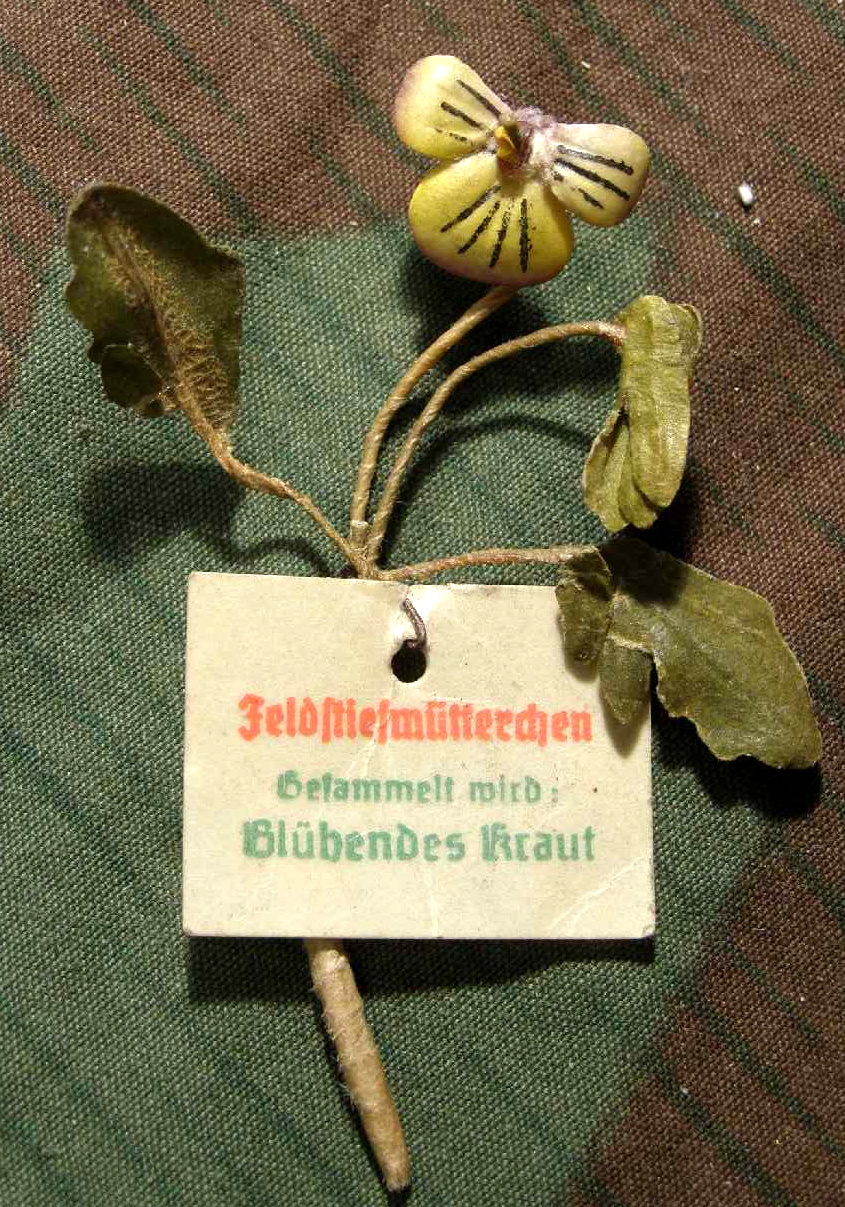 Feldſtiefmütterchen
Geſammelt wird:
Blühendes Kraut